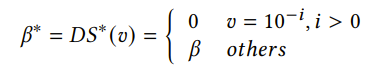 β* = DS*(v) = { 0 v = 10⁻ⁱ, i > 0
β others